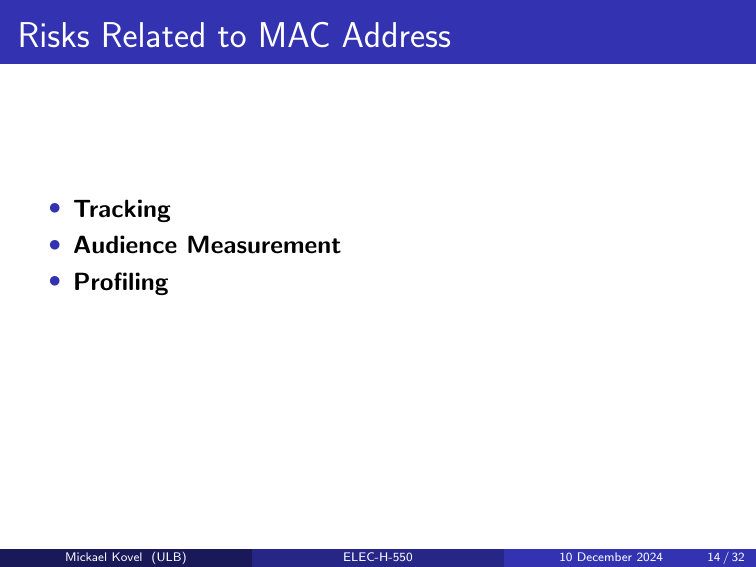 Risks Related to MAC Address
• Tracking
• Audience Measurement
• Profiling
Mickael Kovel (ULB) ELEC-H-550 10 December 2024 14 / 32